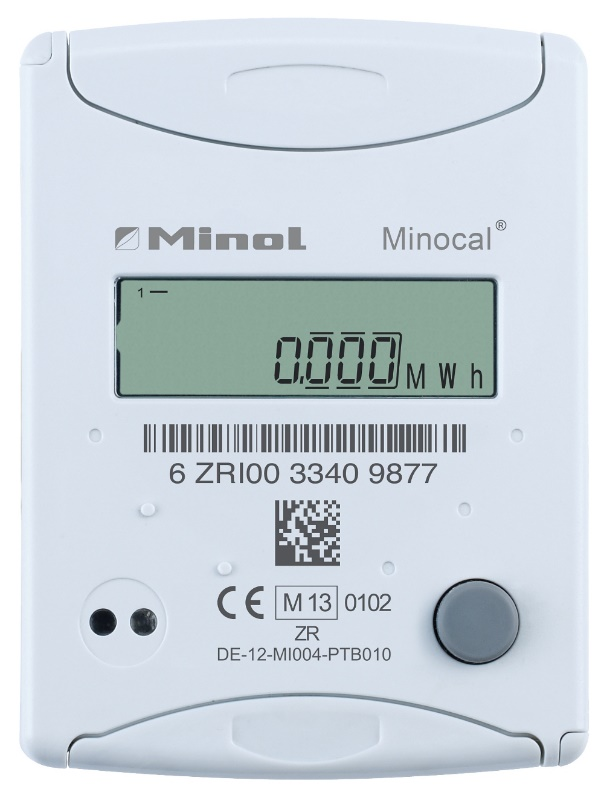 Minol Minocal®
1
0.000 MWh
6 ZRI00 3340 9877
CE M 13 0102
ZR
DE-12-MI004-PTB010